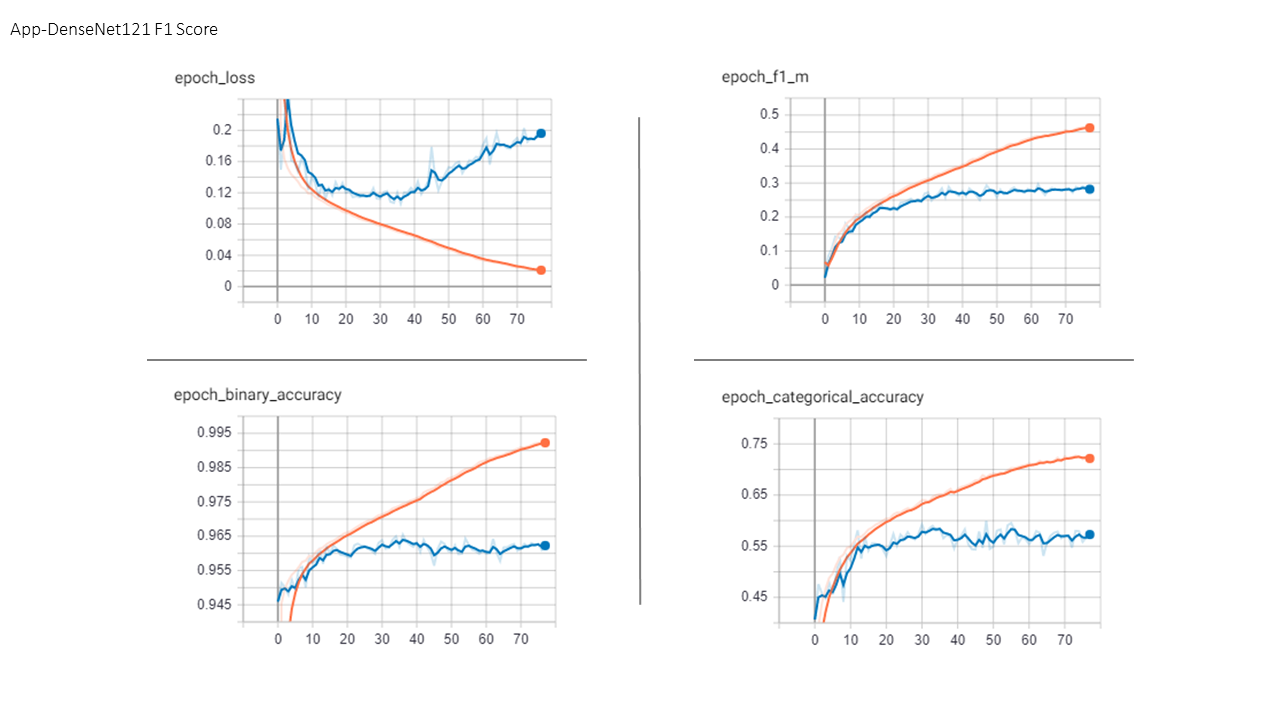 App-DenseNet121 F1 Score
epoch_loss
0.2
0.16
0.12
0.08
0.04
0
0 10 20 30 40 50 60 70
epoch_f1_m
0.5
0.4
0.3
0.2
0.1
0
0 10 20 30 40 50 60 70
epoch_binary_accuracy
0.995
0.985
0.975
0.965
0.955
0.945
0 10 20 30 40 50 60 70
epoch_categorical_accuracy
0.75
0.65
0.55
0.45
0 10 20 30 40 50 60 70